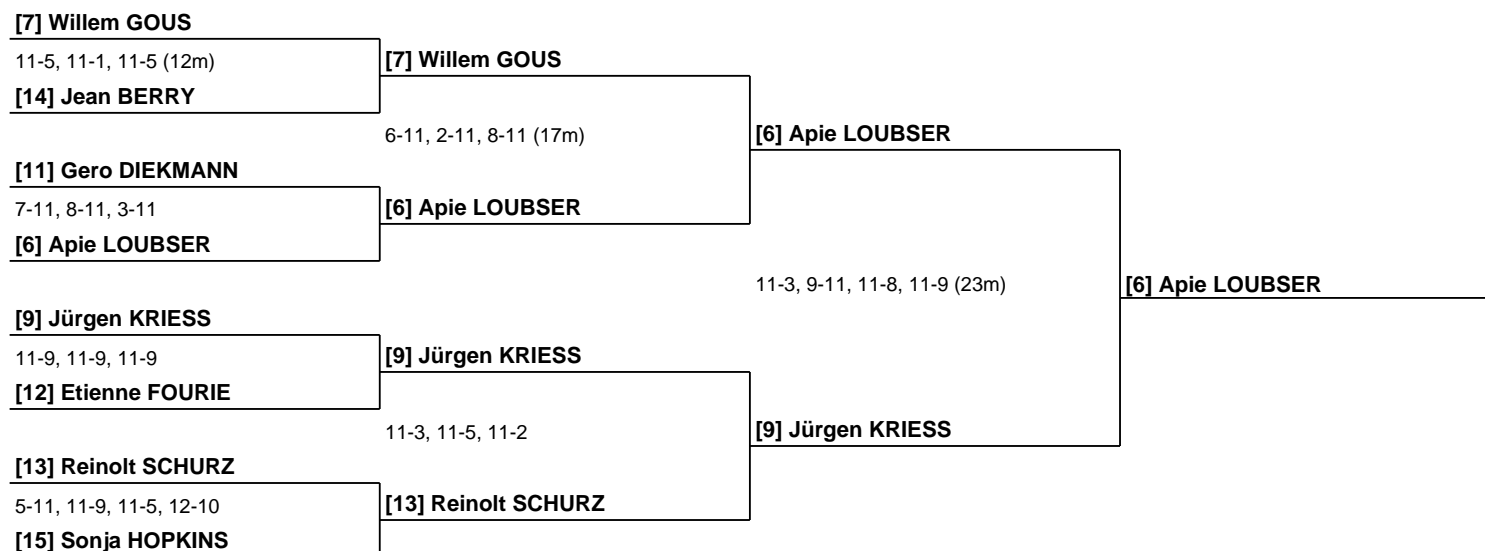 [7] Willem GOUS
11-5, 11-1, 11-5 (12m)
[14] Jean BERRY
[7] Willem GOUS
6-11, 2-11, 8-11 (17m)
[11] Gero DIEKMANN
7-11, 8-11, 3-11
[6] Apie LOUBSER
[6] Apie LOUBSER
[6] Apie LOUBSER
11-3, 9-11, 11-8, 11-9 (23m)
[6] Apie LOUBSER
[9] Jürgen KRIESS
11-9, 11-9, 11-9
[12] Etienne FOURIE
[9] Jürgen KRIESS
11-3, 11-5, 11-2
[9] Jürgen KRIESS
[13] Reinolt SCHURZ
5-11, 11-9, 11-5, 12-10
[15] Sonja HOPKINS
[13] Reinolt SCHURZ